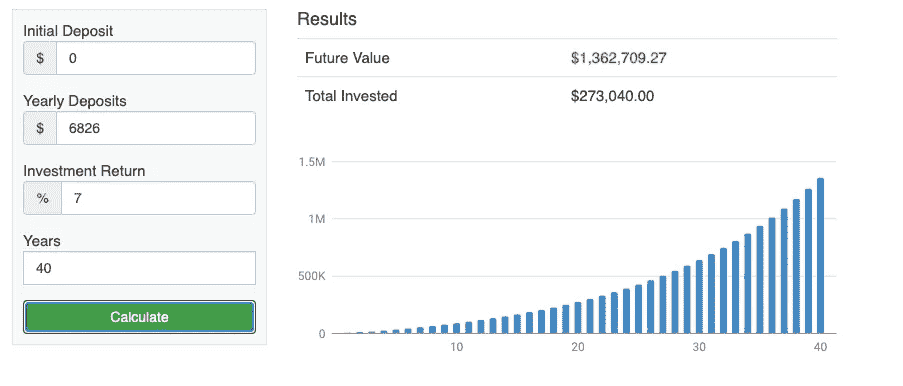 Initial Deposit
$ 0
Yearly Deposits
$ 6826
Investment Return
% 7
Years
40
Calculate
Results
Future Value $1,362,709.27
Total Invested $273,040.00
1.5M
1M
500K
0
10 20 30 40